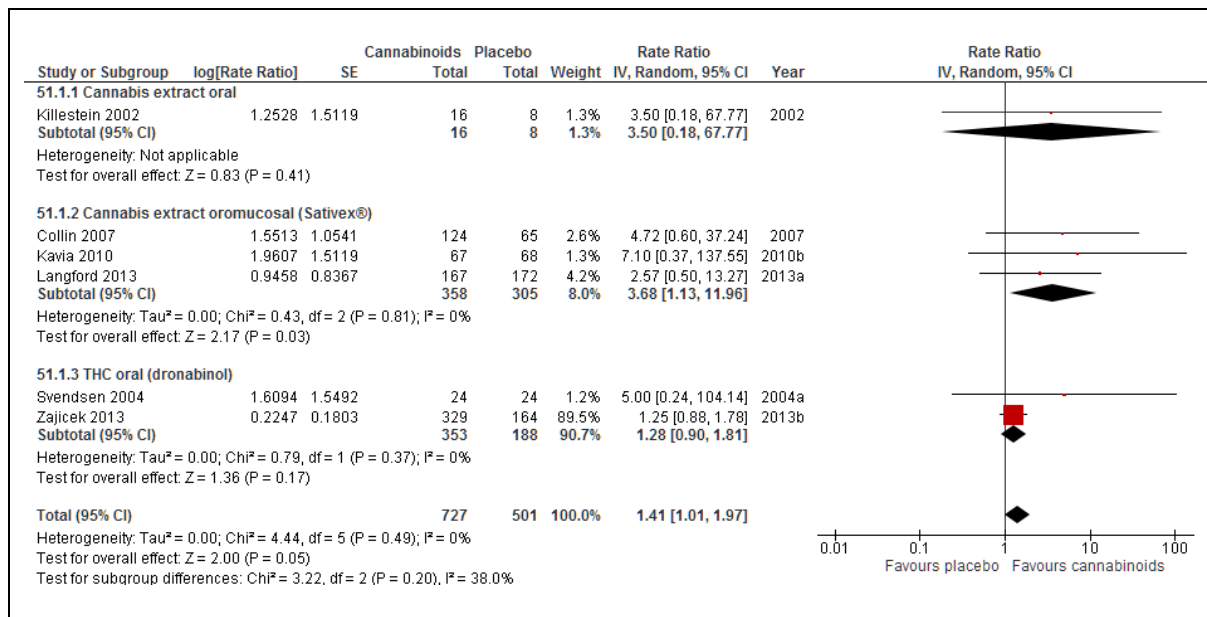 Cannabinoids Placebo Rate Ratio Rate Ratio
Study or Subgroup log[Rate Ratio] SE Total Total Weight IV, Random, 95% CI Year IV, Random, 95% CI
51.1.1 Cannabis extract oral
Killestein 2002 1.2528 1.5119 16 8 1.3% 3.50 [0.18, 67.77] 2002
Subtotal (95% CI) 16 8 1.3% 3.50 [0.18, 67.77]
Heterogeneity: Not applicable
Test for overall effect: Z = 0.83 (P = 0.41)
51.1.2 Cannabis extract oromucosal (Sativex®)
Collin 2007 1.5513 1.0541 124 65 2.6% 4.72 [0.60, 37.24] 2007
Kavia 2010 1.9607 1.5119 67 68 1.3% 7.10 [0.37, 137.55] 2010b
Langford 2013 0.9458 0.8367 167 172 4.2% 2.57 [0.50, 13.27] 2013a
Subtotal (95% CI) 358 305 8.0% 3.68 [1.13, 11.96]
Heterogeneity: Tau² = 0.00; Chi² = 0.43, df = 2 (P = 0.81); I² = 0%
Test for overall effect: Z = 2.17 (P = 0.03)
51.1.3 THC oral (dronabinol)
Svendsen 2004 1.6094 1.5492 24 24 1.2% 5.00 [0.24, 104.14] 2004a
Zajicek 2013 0.2247 0.1803 329 164 89.5% 1.25 [0.88, 1.78] 2013b
Subtotal (95% CI) 353 188 90.7% 1.28 [0.90, 1.81]
Heterogeneity: Tau² = 0.00; Chi² = 0.79, df = 1 (P = 0.37); I² = 0%
Test for overall effect: Z = 1.36 (P = 0.17)
Total (95% CI) 727 501 100.0% 1.41 [1.01, 1.97]
Heterogeneity: Tau² = 0.00; Chi² = 4.44, df = 5 (P = 0.49); I² = 0%
Test for overall effect: Z = 2.00 (P = 0.05)
Test for subgroup differences: Chi² = 3.22, df = 2 (P = 0.20), I² = 38.0%
0.01 0.1 1 10 100
Favours placebo Favours cannabinoids